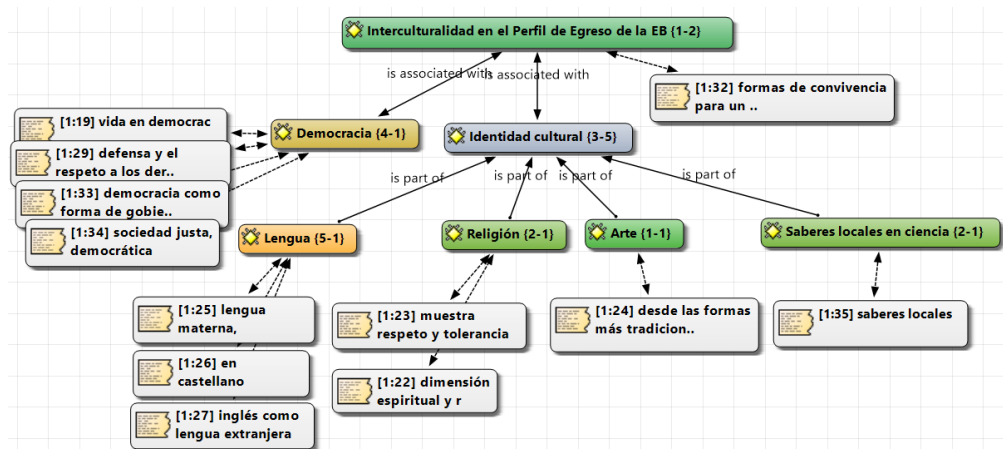 Interculturalidad en el Perfil de Egreso de la EB {1-2}
is associated with
is associated with
[1:32] formas de convivencia
para un ..
[1:19] vida en democrac
Democracia {4-1}
Identidad cultural {3-5}
[1:29] defensa y el
respeto a los der..
[1:33] democracia como
forma de gobie..
[1:34] sociedad justa,
democrática
is part of
is part of
is part of
is part of
Lengua {5-1}
Religión {2-1}
Arte {1-1}
Saberes locales en ciencia {2-1}
[1:25] lengua
materna,
[1:26] en
castellano
[1:27] inglés como
lengua extranjera
[1:23] muestra
respeto y tolerancia
[1:22] dimensión
espiritual y r
[1:24] desde las formas
más tradicion..
[1:35] saberes locales